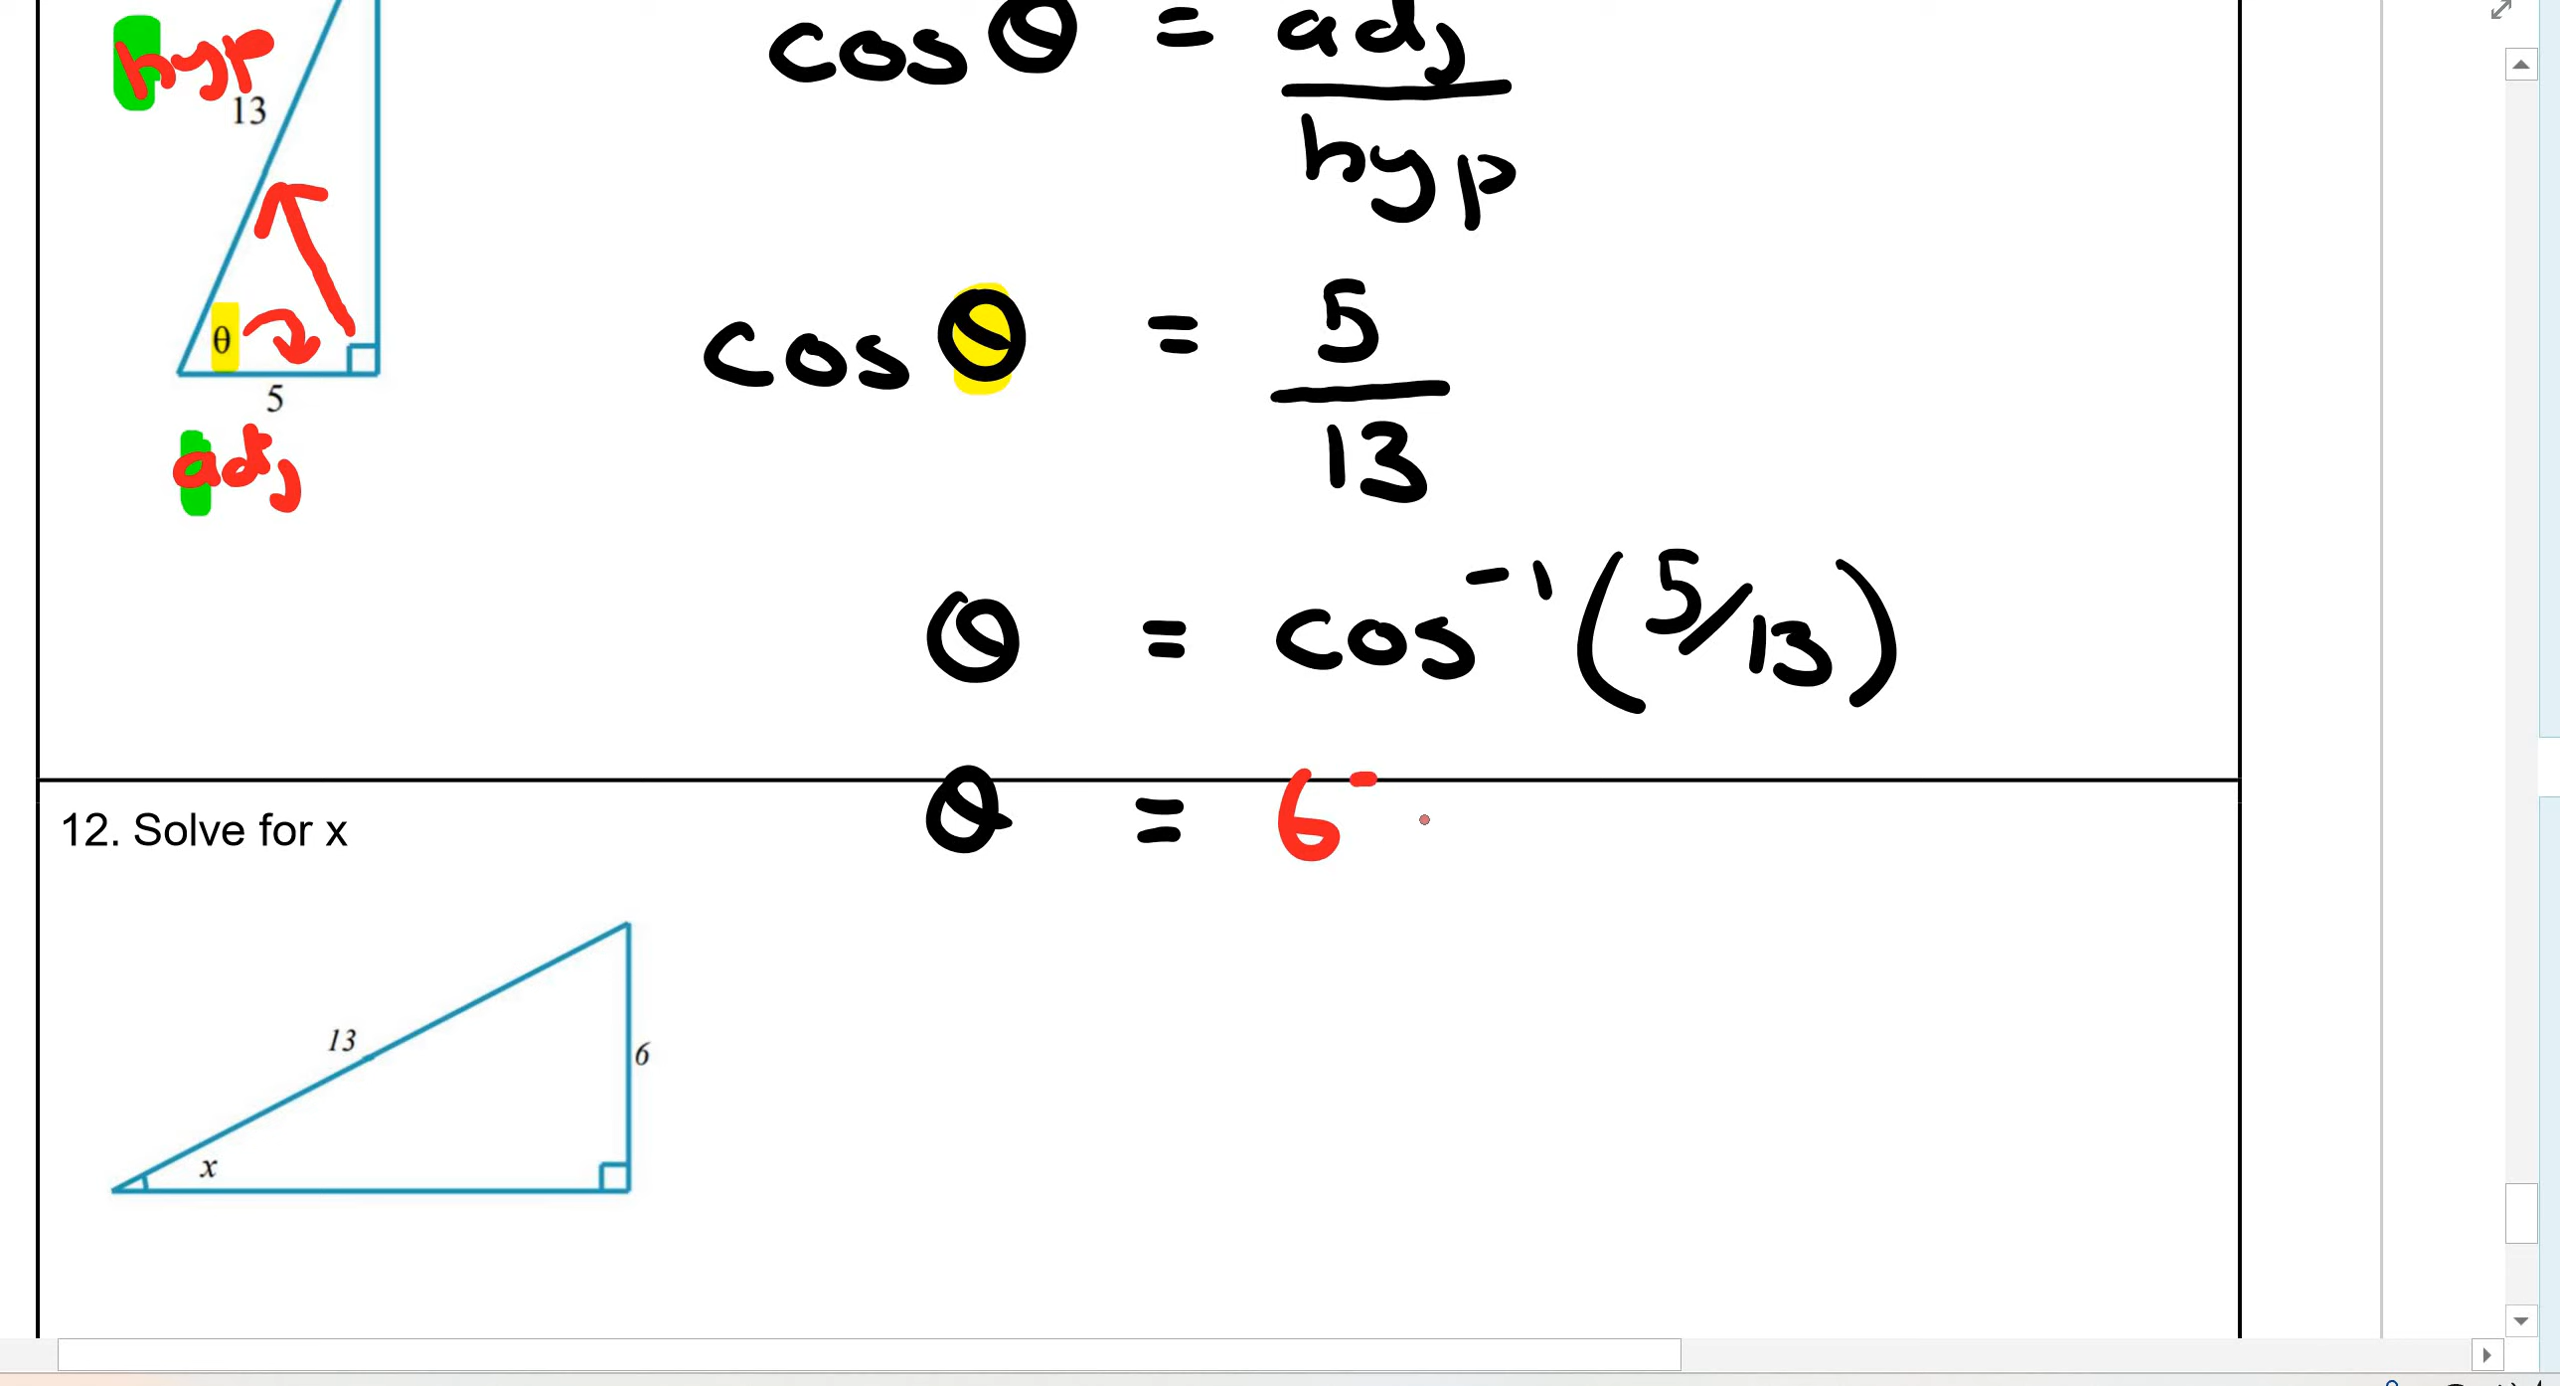 cos θ = adj
hyp
hyp
13
θ
5
adj
cos θ = 5
13
θ = cos⁻¹(5/13)
θ = 6
12. Solve for x
13
6
x